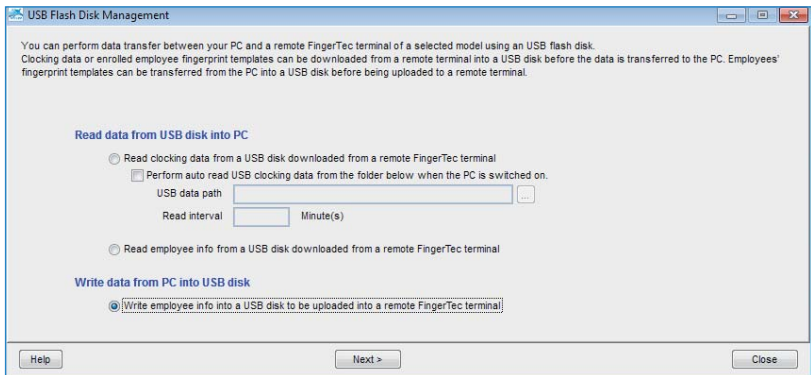 USB Flash Disk Management
You can perform data transfer between your PC and a remote FingerTec terminal of a selected model using an USB flash disk.
Clocking data or enrolled employee fingerprint templates can be downloaded from a remote terminal into a USB disk before the data is transferred to the PC. Employees'
fingerprint templates can be transferred from the PC into a USB disk before being uploaded to a remote terminal.
Read data from USB disk into PC
Read clocking data from a USB disk downloaded from a remote FingerTec terminal
Perform auto read USB clocking data from the folder below when the PC is switched on.
USB data path ...
Read interval Minute(s)
Read employee info from a USB disk downloaded from a remote FingerTec terminal
Write data from PC into USB disk
Write employee info into a USB disk to be uploaded into a remote FingerTec terminal
Help Next > Close